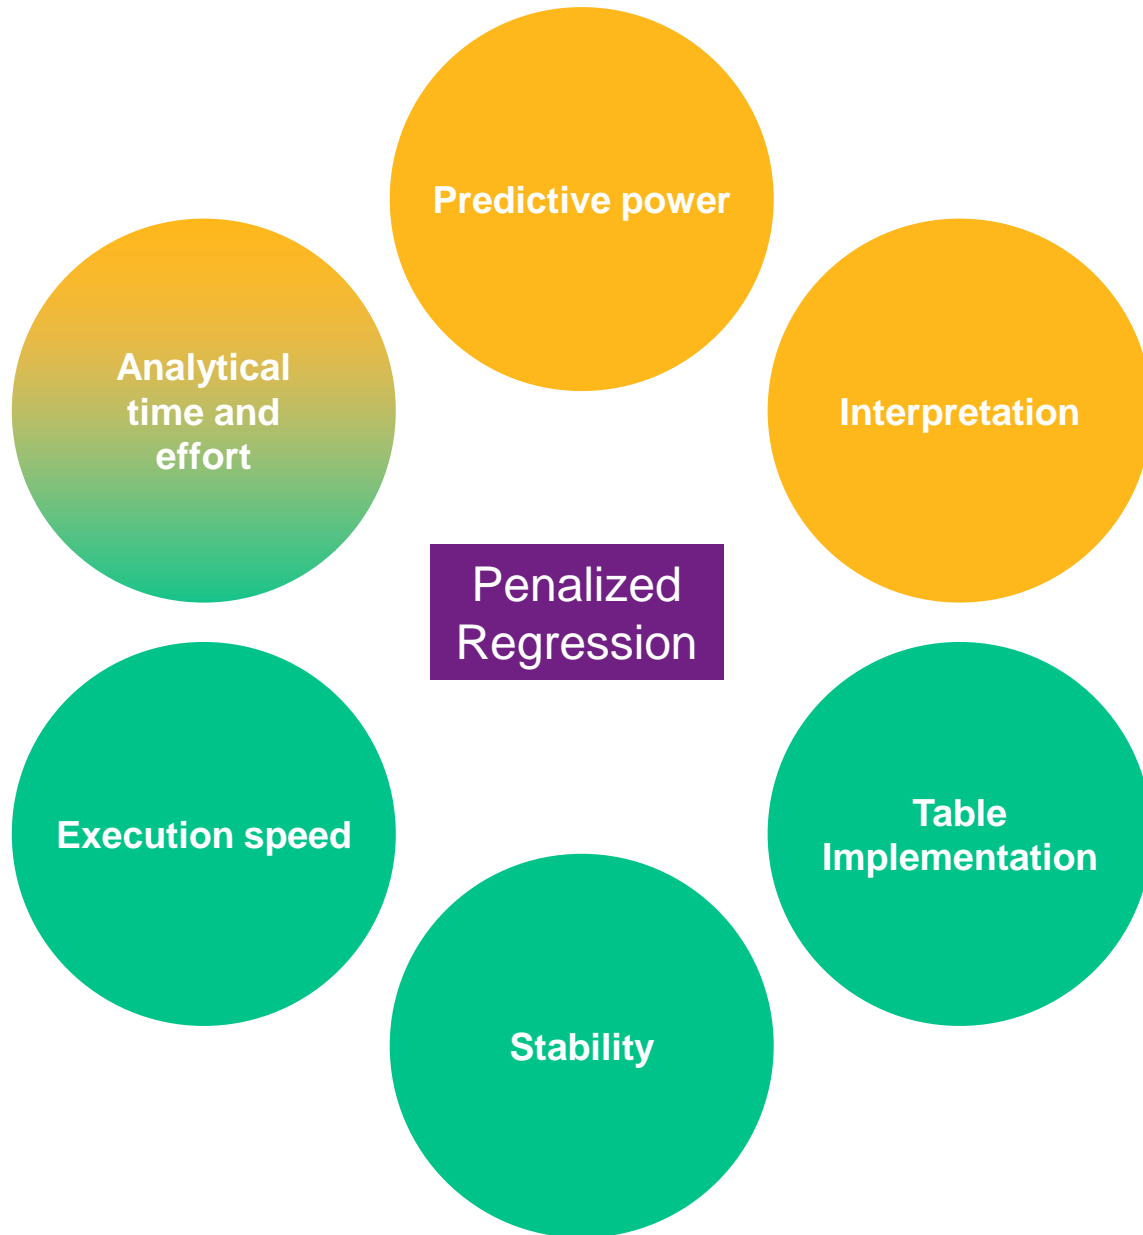 Predictive power
Analytical
time and
effort
Interpretation
Penalized
Regression
Execution speed
Table
Implementation
Stability